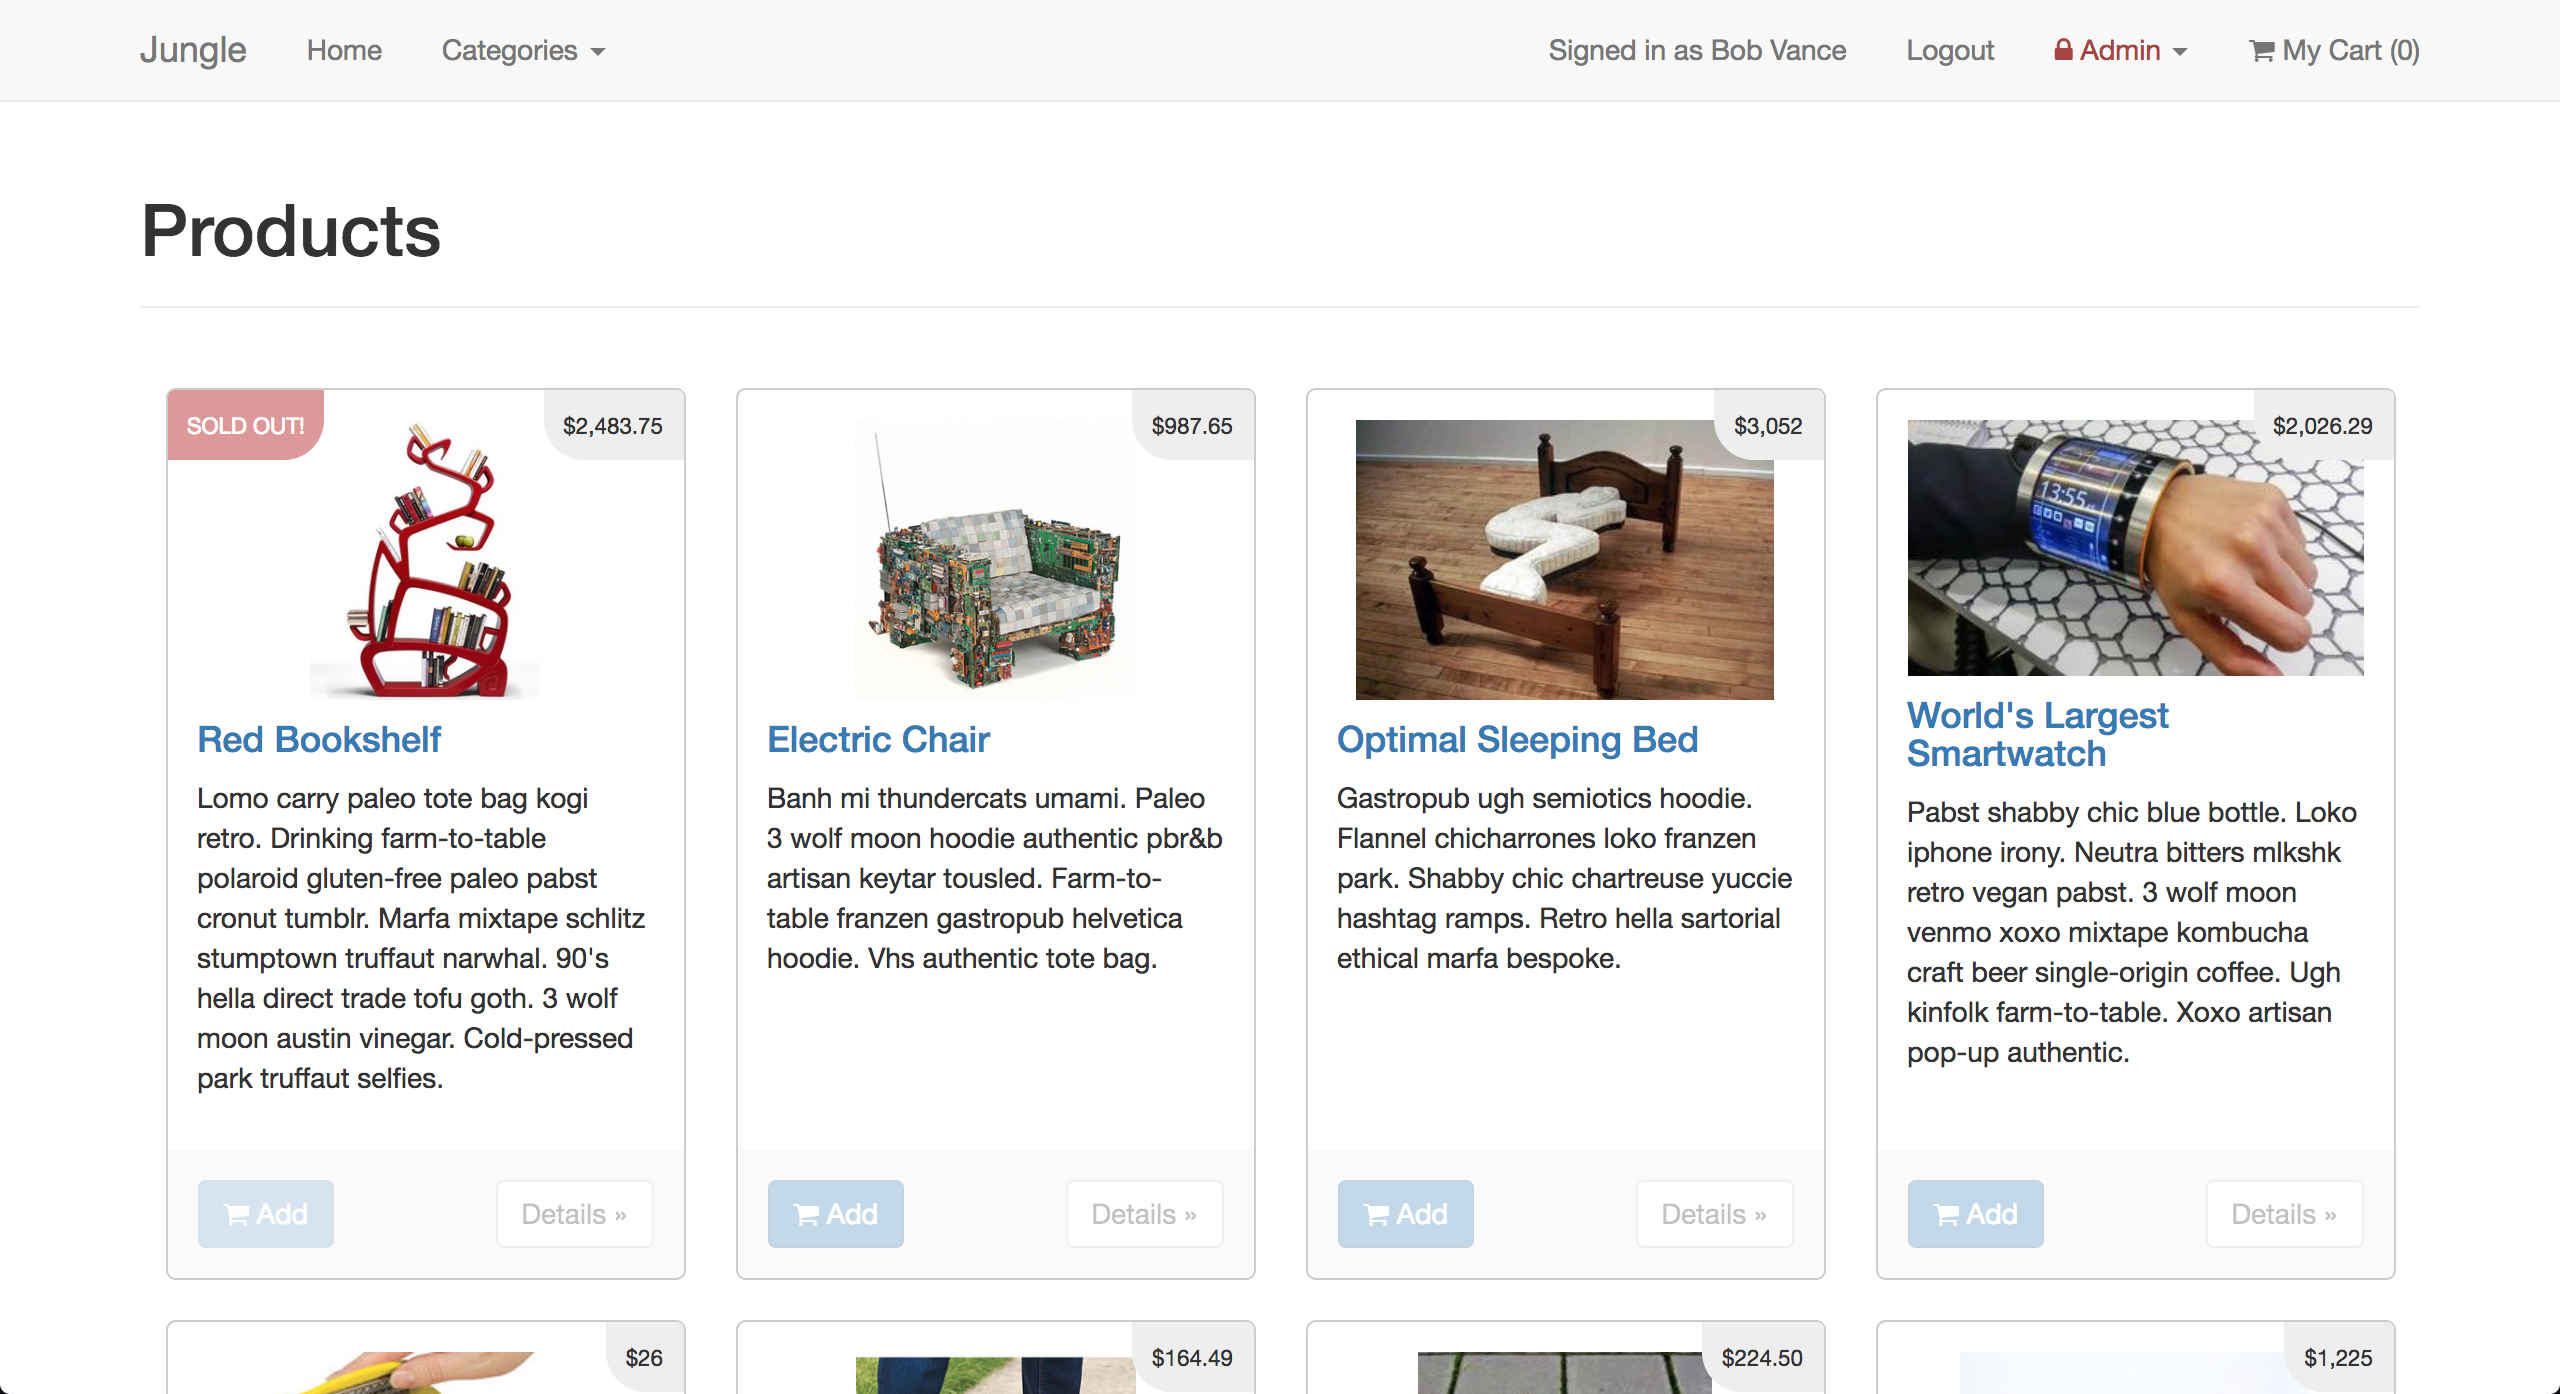 Jungle Home Categories Signed in as Bob Vance Logout Admin My Cart (0)
Products
SOLD OUT!
$2,483.75
Red Bookshelf
Lomo carry paleo tote bag kogi
retro. Drinking farm-to-table
polaroid gluten-free paleo pabst
cronut tumblr. Marfa mixtape schlitz
stumptown truffaut narwhal. 90's
hella direct trade tofu goth. 3 wolf
moon austin vinegar. Cold-pressed
park truffaut selfies.
Add
Details »
$987.65
Electric Chair
Banh mi thundercats umami. Paleo
3 wolf moon hoodie authentic pbr&b
artisan keytar tousled. Farm-to-
table franzen gastropub helvetica
hoodie. Vhs authentic tote bag.
Add
Details »
$3,052
Optimal Sleeping Bed
Gastropub ugh semiotics hoodie.
Flannel chicharrones loko franzen
park. Shabby chic chartreuse yuccie
hashtag ramps. Retro hella sartorial
ethical marfa bespoke.
Add
Details »
$2,026.29
13:55
World's Largest
Smartwatch
Pabst shabby chic blue bottle. Loko
iphone irony. Neutra bitters mlkshk
retro vegan pabst. 3 wolf moon
venmo xoxo mixtape kombucha
craft beer single-origin coffee. Ugh
kinfolk farm-to-table. Xoxo artisan
pop-up authentic.
Add
Details »
$26
$164.49
$224.50
$1,225